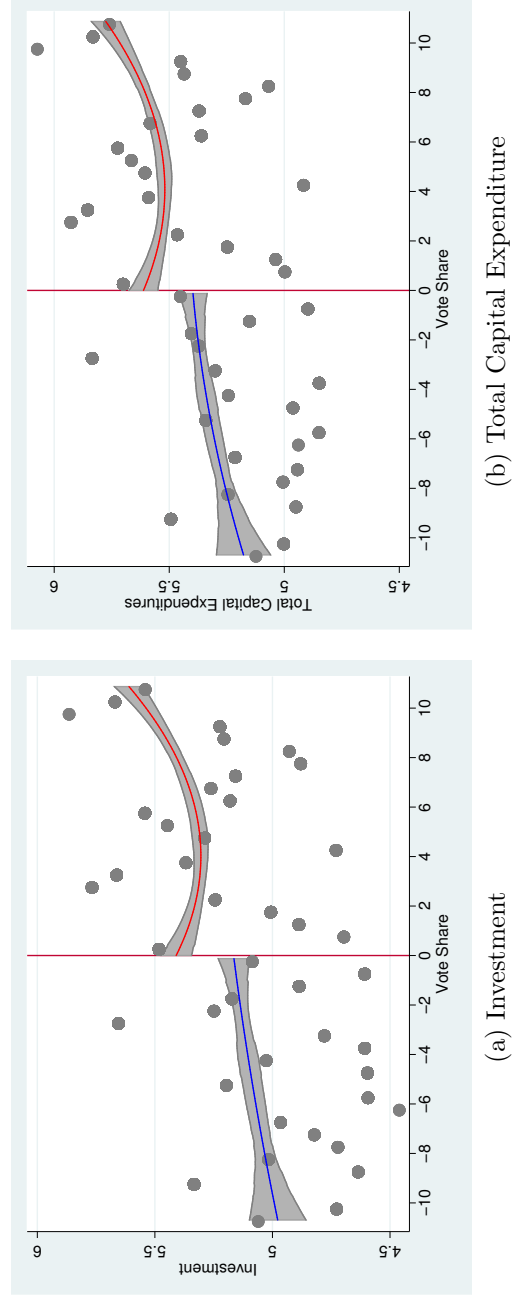 Investment
6
5.5
5
4.5
-10 -8 -6 -4 -2 0 2 4 6 8 10
Vote Share
(a) Investment
Total Capital Expenditures
6
5.5
5
4.5
-10 -8 -6 -4 -2 0 2 4 6 8 10
Vote Share
(b) Total Capital Expenditure